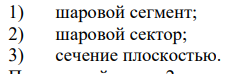 1) шаровой сегмент;
2) шаровой сектор;
3) сечение плоскостью.